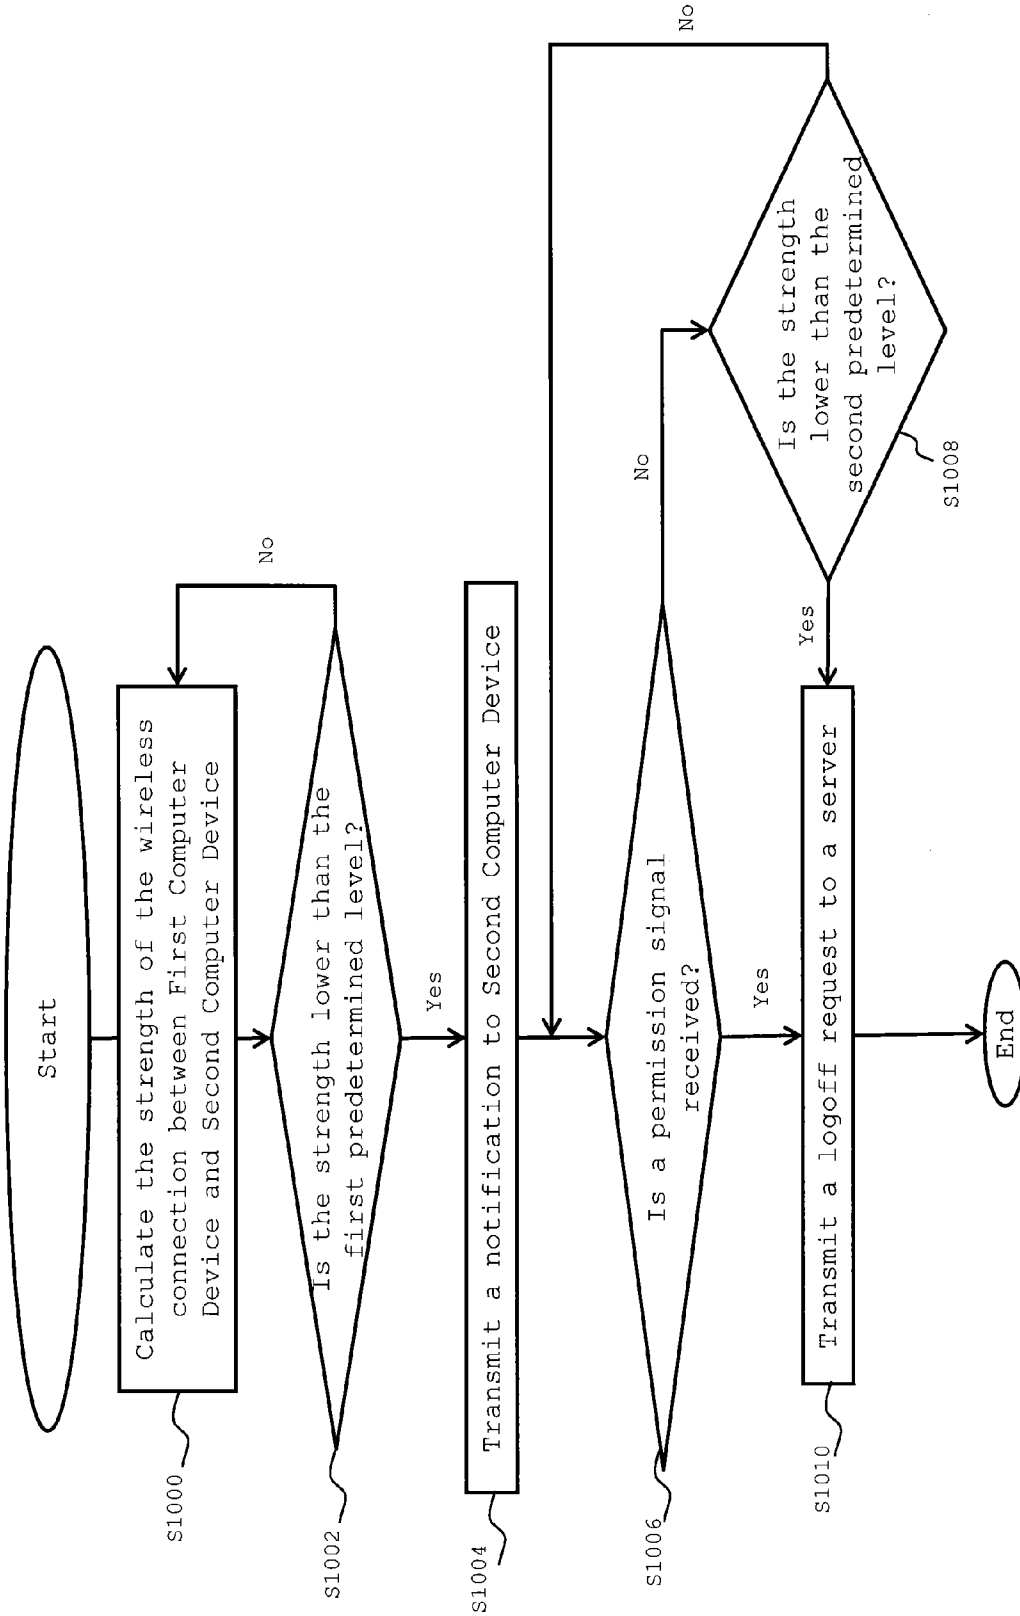 Start
S1000
Calculate the strength of the wireless
connection between First Computer
Device and Second Computer Device
No
S1002
Is the strength lower than the
first predetermined level?
Yes
S1004
Transmit a notification to Second Computer Device
S1006
Is a permission signal
received?
No
Yes
Is the strength
lower than the
second predetermined
level?
S1008
No
Yes
S1010
Transmit a logoff request to a server
End